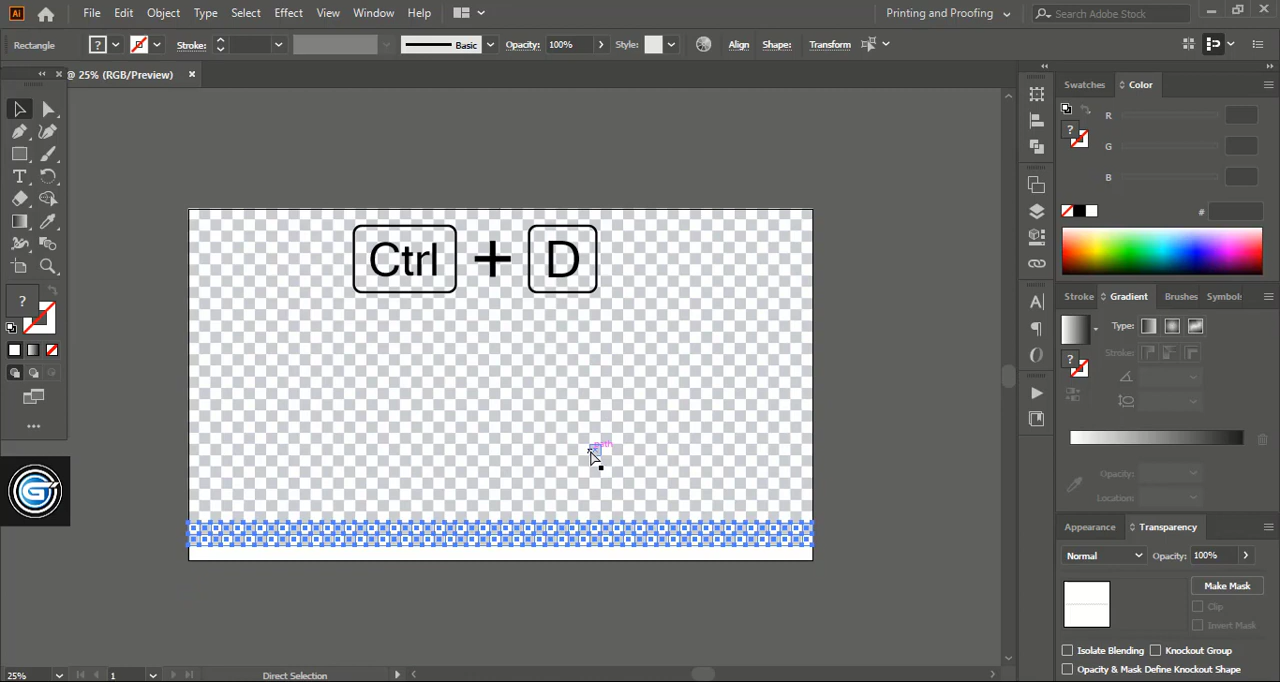 Ai File Edit Object Type Select Effect View Window Help Printing and Proofing Search Adobe Stock
Rectangle ? Stroke: Basic Opacity: 100% Style: Align Shape: Transform
@ 25% (RGB/Preview)
Swatches Color
? R
G
B
#
Ctrl + D
T
?
Stroke Gradient Brushes Symbols
Type:
Stroke:
?
Opacity:
Location:
path
G
Appearance Transparency
Normal Opacity: 100%
Make Mask
Clip
Invert Mask
Isolate Blending Knockout Group
Opacity & Mask Define Knockout Shape
25% 1 Direct Selection